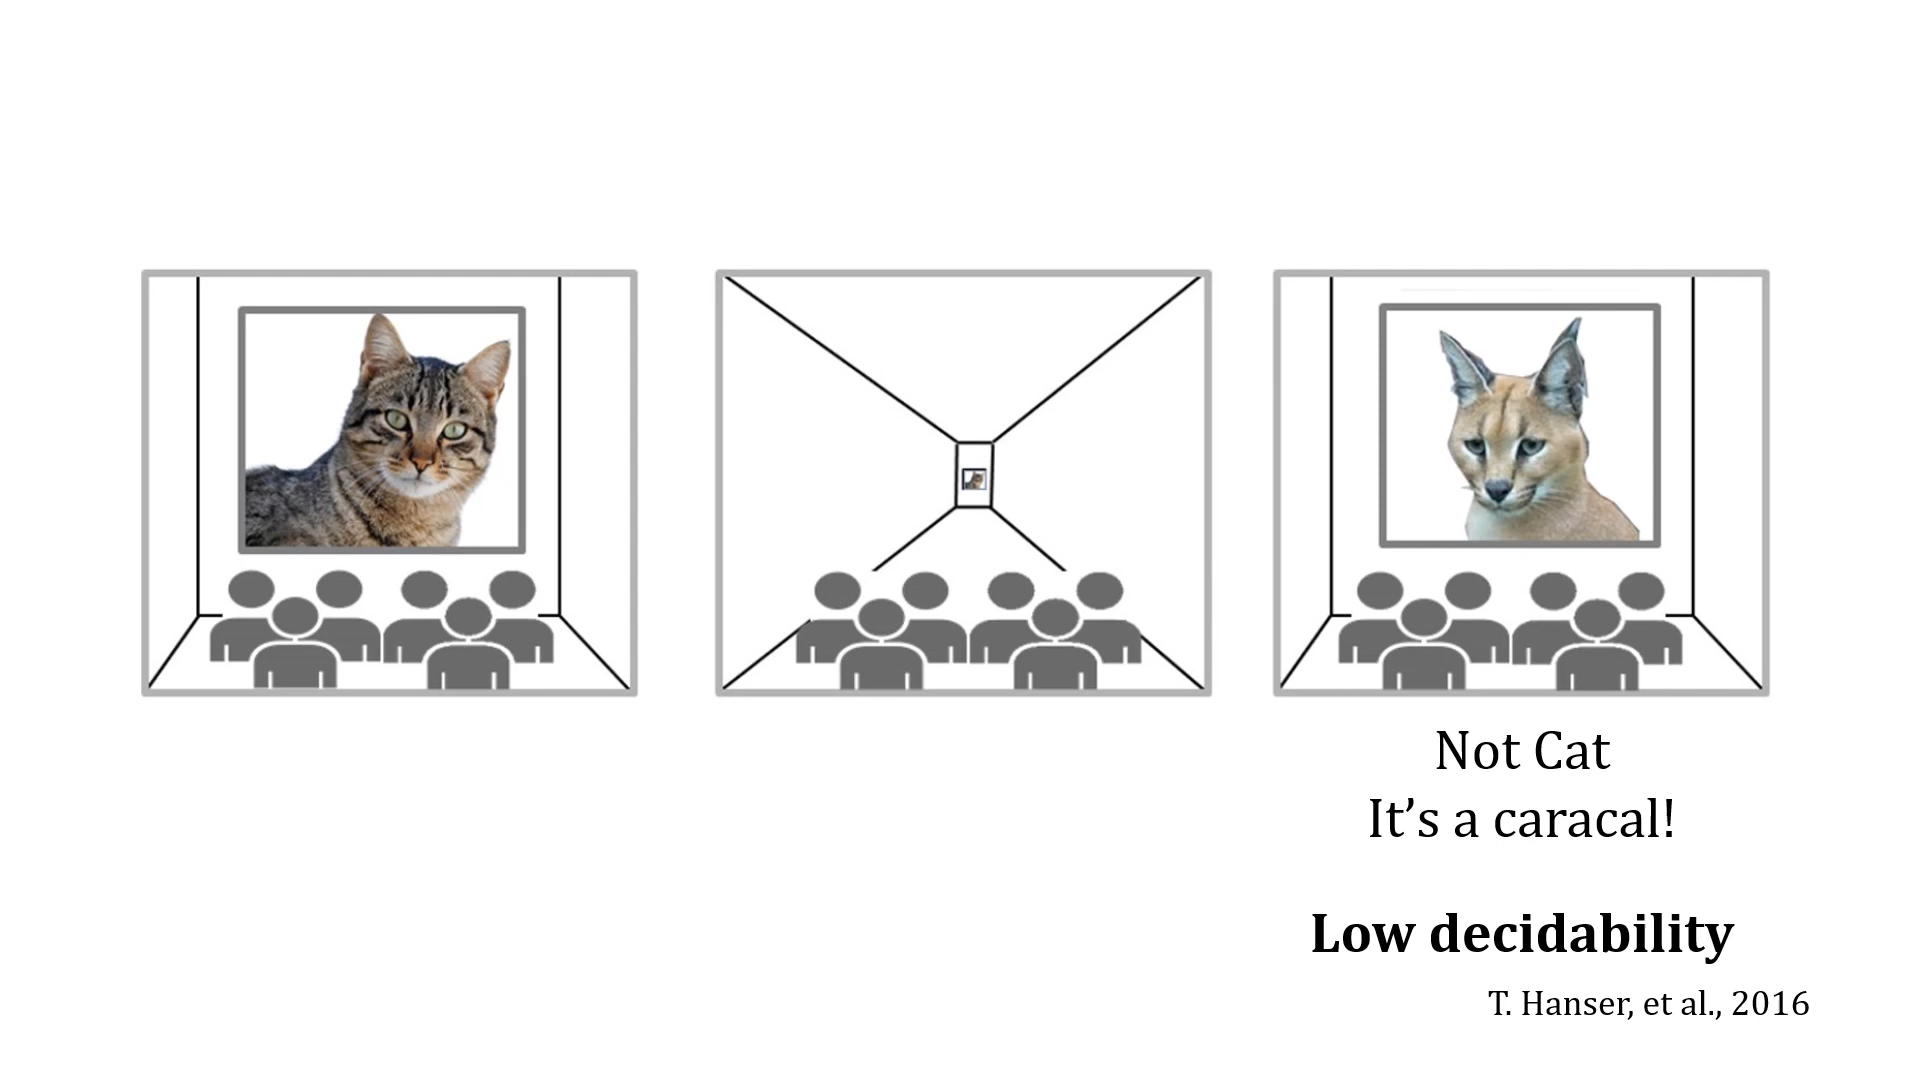 Not Cat
It’s a caracal!
Low decidability
T. Hanser, et al., 2016